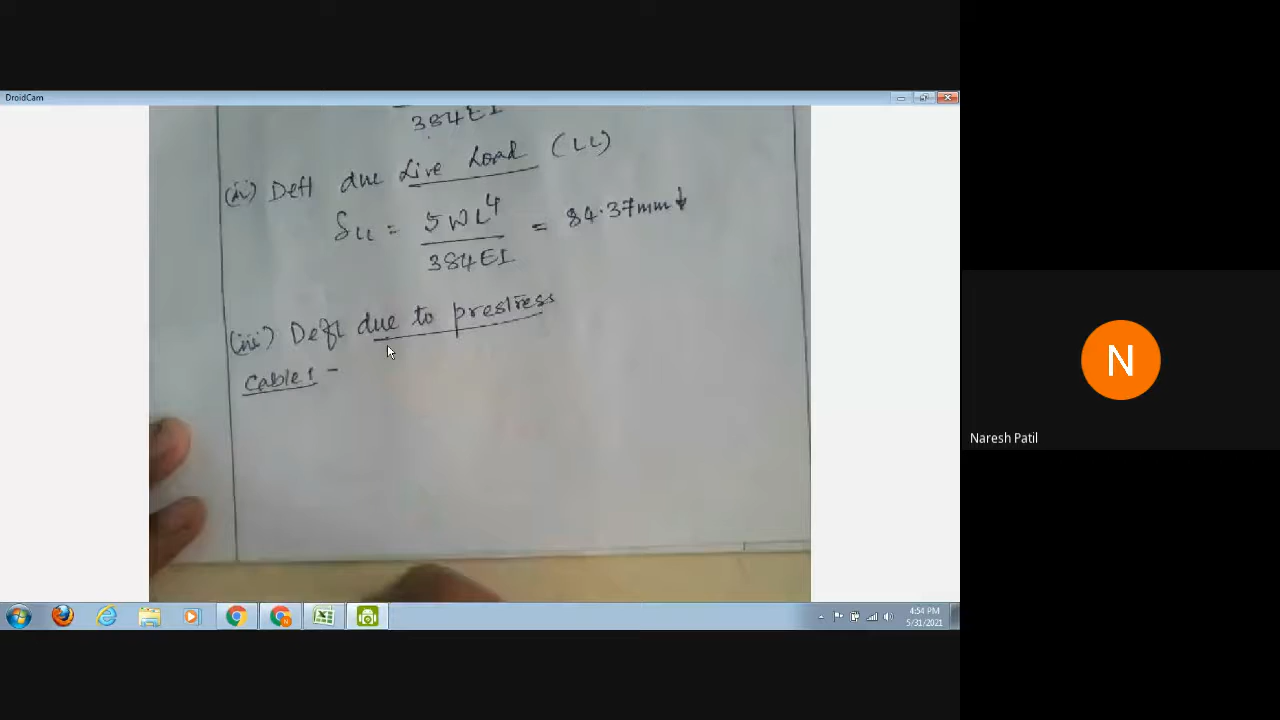 DroidCam
384EI
(ii) Defl due Live Load (LL)
δLL = 5WL⁴ / 384EI = 84.37mm↓
(iii) Defl due to prestress
Cable 1 -
N
Naresh Patil
4:54 PM
5/31/2021